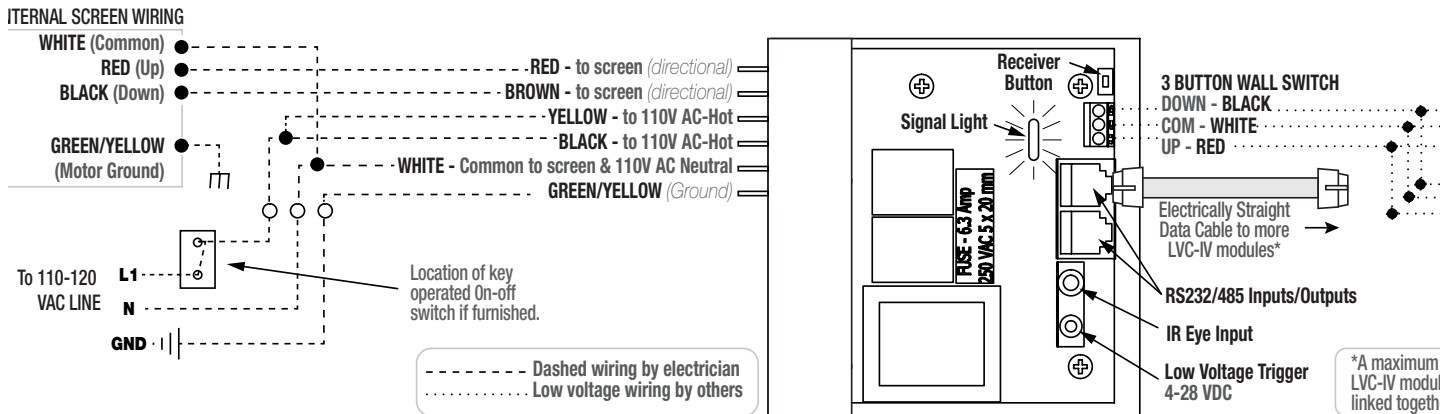 INTERNAL SCREEN WIRING
WHITE (Common)
RED (Up)
BLACK (Down)
GREEN/YELLOW
(Motor Ground)
RED - to screen (directional)
BROWN - to screen (directional)
YELLOW - to 110V AC-Hot
BLACK - to 110V AC-Hot
WHITE - Common to screen & 110V AC Neutral
GREEN/YELLOW (Ground)
To 110-120
VAC LINE
L1
N
GND
Location of key
operated On-off
switch if furnished.
Dashed wiring by electrician
Low voltage wiring by others
Receiver
Button
Signal Light
FUSE - 6.3 Amp
250 VAC 5 x 20 mm
3 BUTTON WALL SWITCH
DOWN - BLACK
COM - WHITE
UP - RED
Electrically Straight
Data Cable to more
LVC-IV modules*
RS232/485 Inputs/Outputs
IR Eye Input
Low Voltage Trigger
4-28 VDC
*A maximum
LVC-IV modul
linked togeth